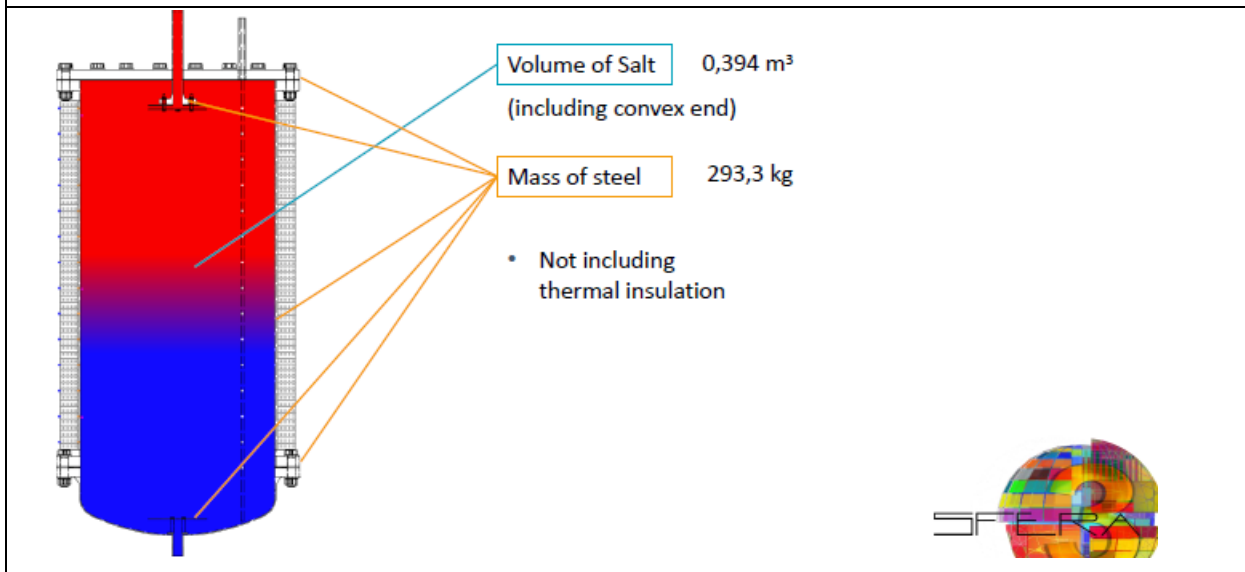 Volume of Salt 0,394 m³
(including convex end)
Mass of steel 293,3 kg
• Not including
thermal insulation
3
SFERA